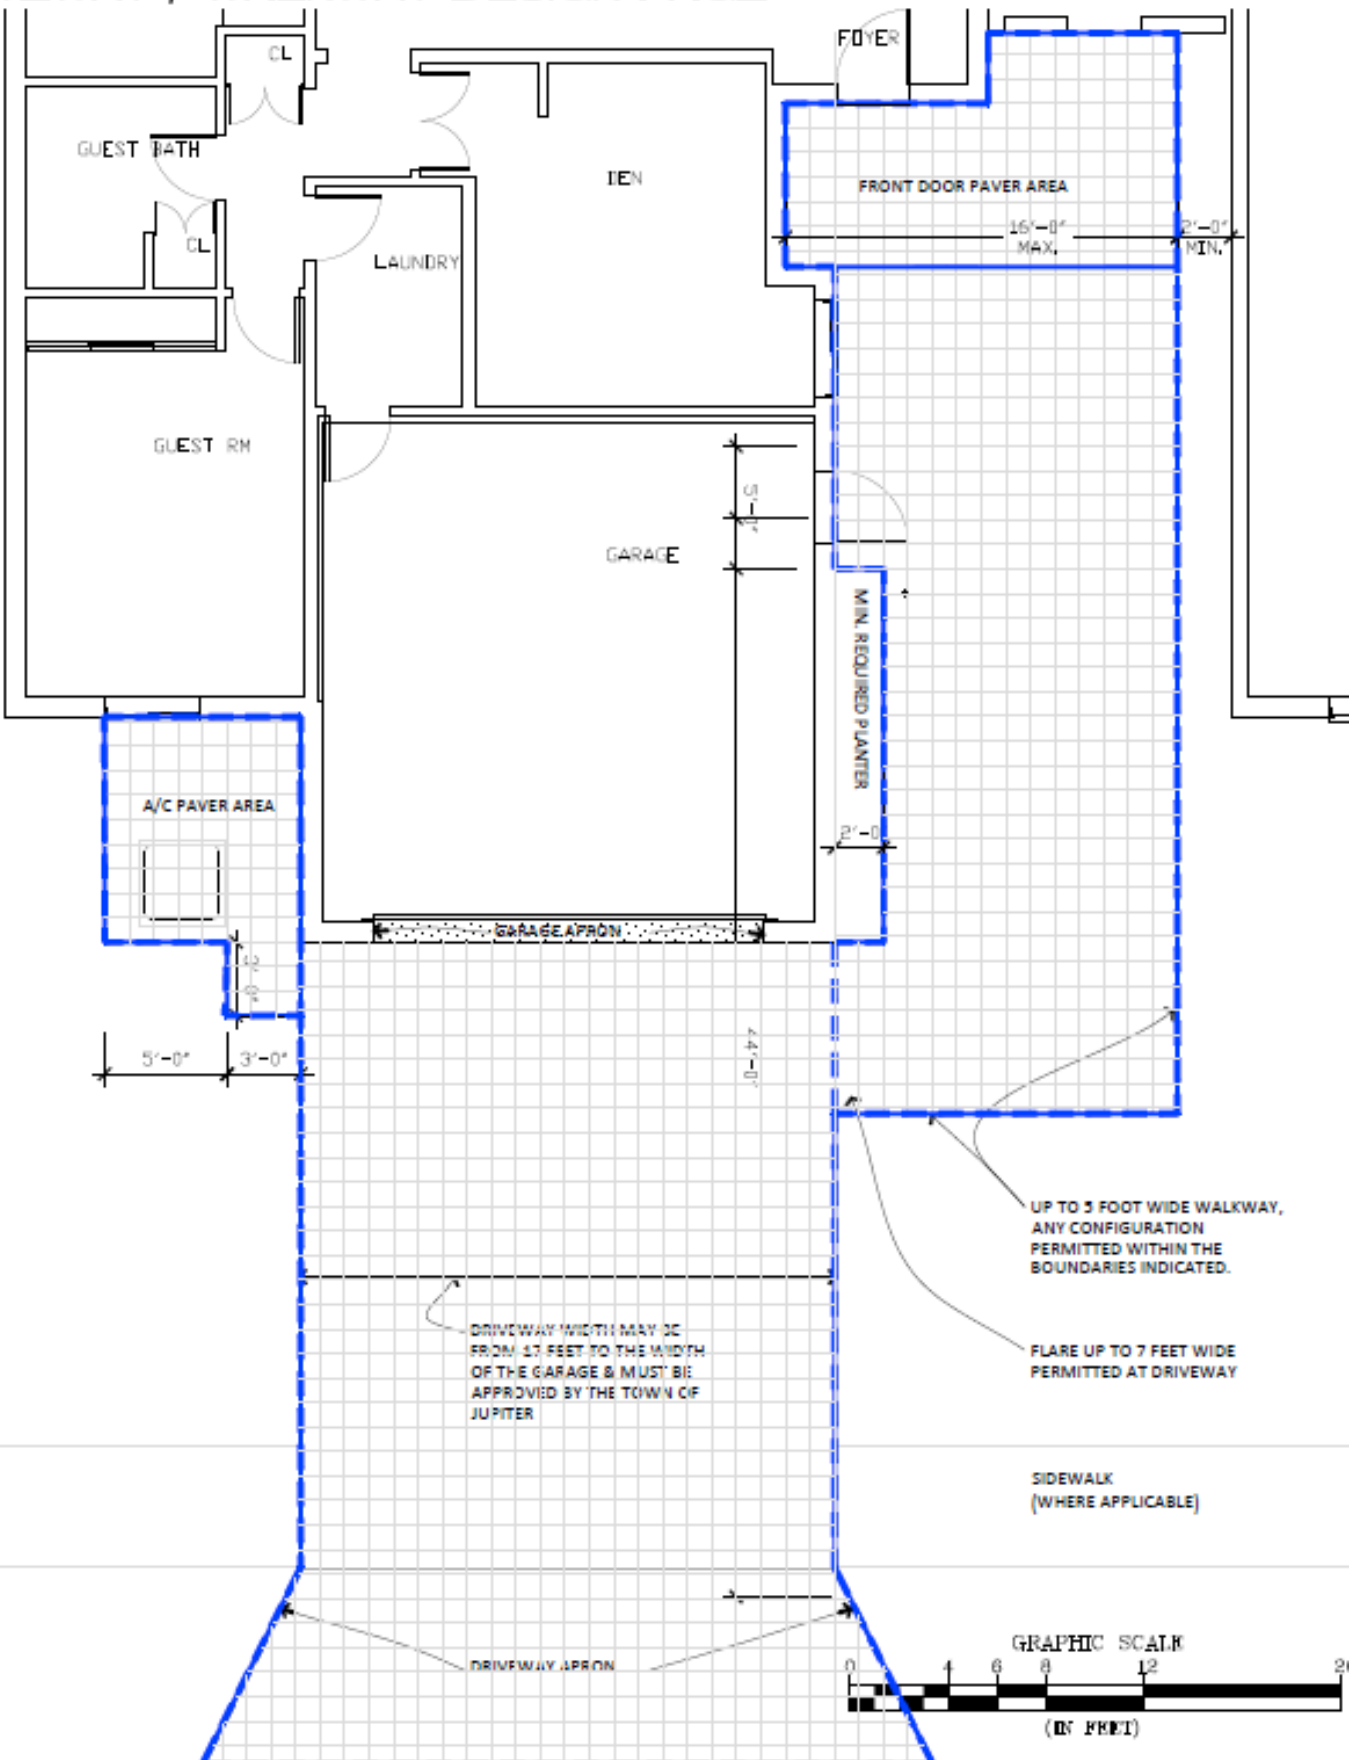 FOYER
CL
GUEST BATH
DEN
FRONT DOOR PAVER AREA
16'-0"
MAX.
2'-0"
MIN.
CL
LAUNDRY
GUEST RM
5'-0"
GARAGE
MIN. REQUIRED PLANTER
A/C PAVER AREA
2'-0
GARAGE APRON
5'-0"
3'-0"
44'-0"
UP TO 5 FOOT WIDE WALKWAY,
ANY CONFIGURATION
PERMITTED WITHIN THE
BOUNDARIES INDICATED.
DRIVEWAY WIDTH MAY BE
FROM 17 FEET TO THE WIDTH
OF THE GARAGE & MUST BE
APPROVED BY THE TOWN OF
JUPITER
FLARE UP TO 7 FEET WIDE
PERMITTED AT DRIVEWAY
SIDEWALK
(WHERE APPLICABLE)
DRIVEWAY APRON
GRAPHIC SCALE
0 4 6 8 12
(IN FEET)